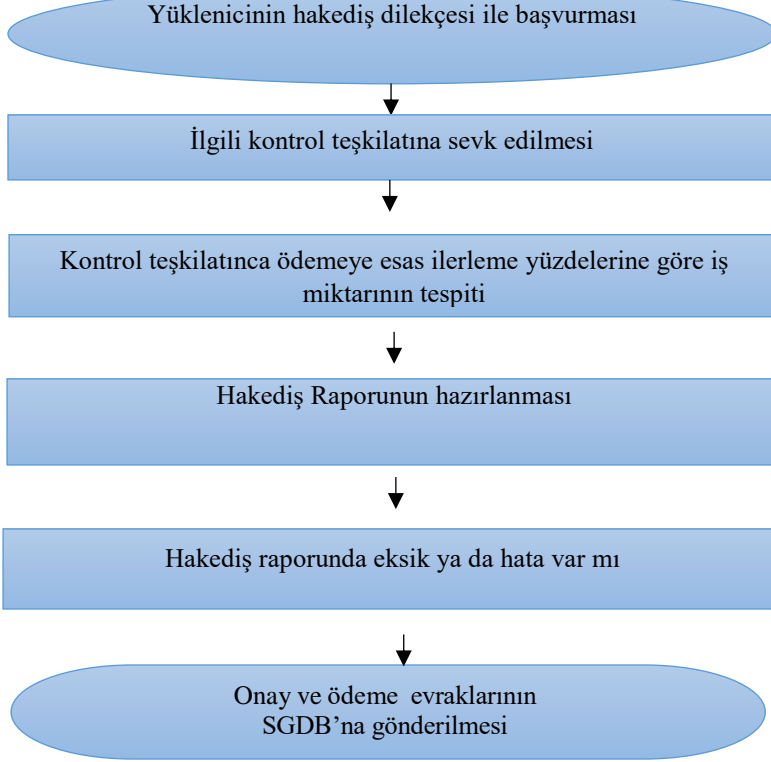 Yüklenicinin hakediş dilekçesi ile başvurması
İlgili kontrol teşkilatına sevk edilmesi
Kontrol teşkilatınca ödemeye esas ilerleme yüzdelerine göre iş
miktarının tespiti
Hakediş Raporunun hazırlanması
Hakediş raporunda eksik ya da hata var mı
Onay ve ödeme evraklarının
SGDB’na gönderilmesi